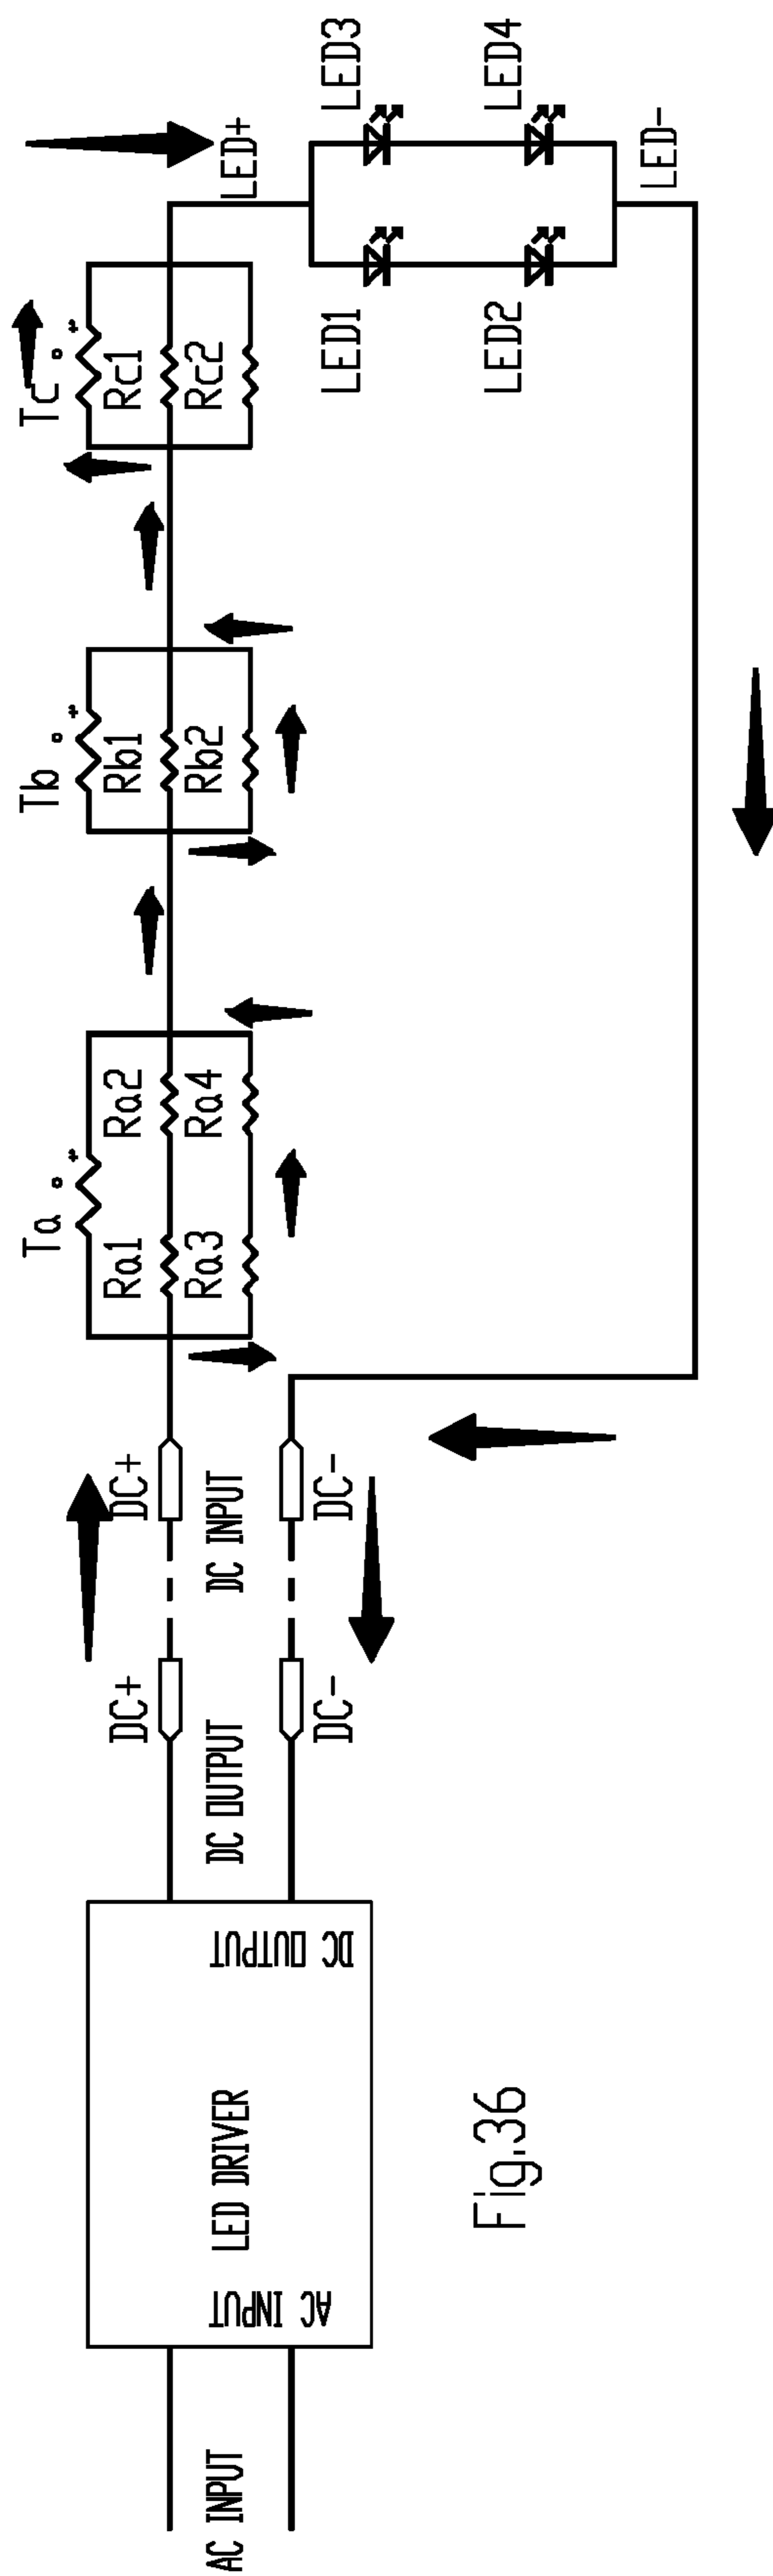 AC INPUT
AC INPUT
LED DRIVER
DC OUTPUT
DC OUTPUT
DC+
DC-
DC INPUT
DC+
DC-
Ta
Ra1
Ra2
Ra3
Ra4
Tb
Rb1
Rb2
Tc
Rc1
Rc2
LED+
LED1
LED3
LED2
LED4
LED-
Fig.36